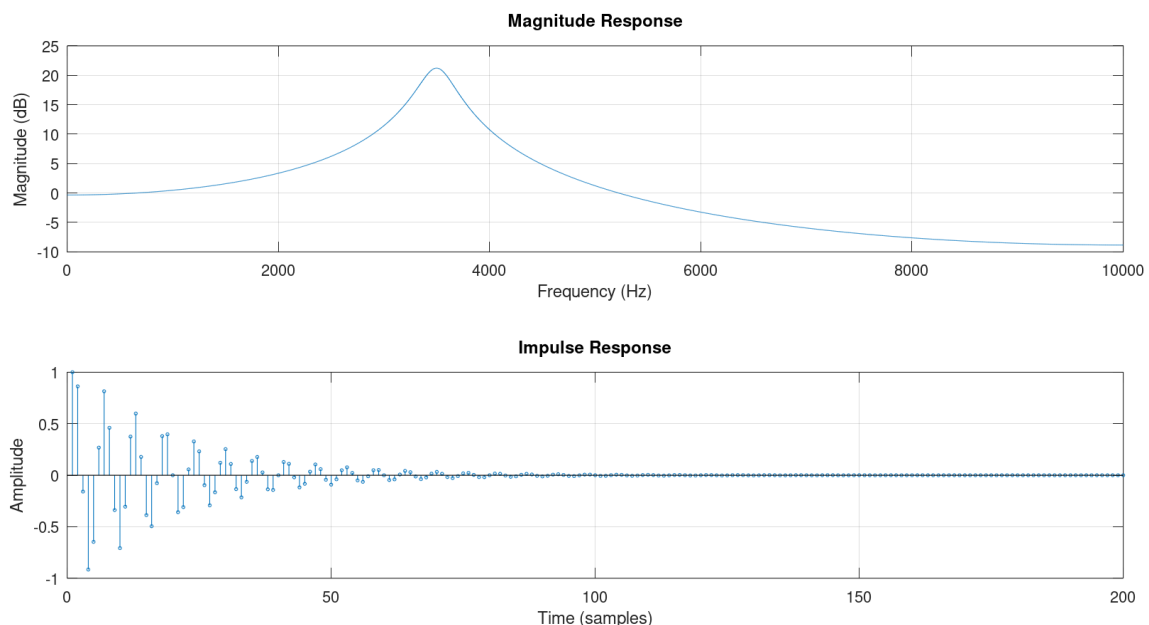 Magnitude Response
25
20
15
10
5
0
-5
-10
Magnitude (dB)
0 2000 4000 6000 8000 10000
Frequency (Hz)
Impulse Response
1
0.5
0
-0.5
-1
Amplitude
0 50 100 150 200
Time (samples)